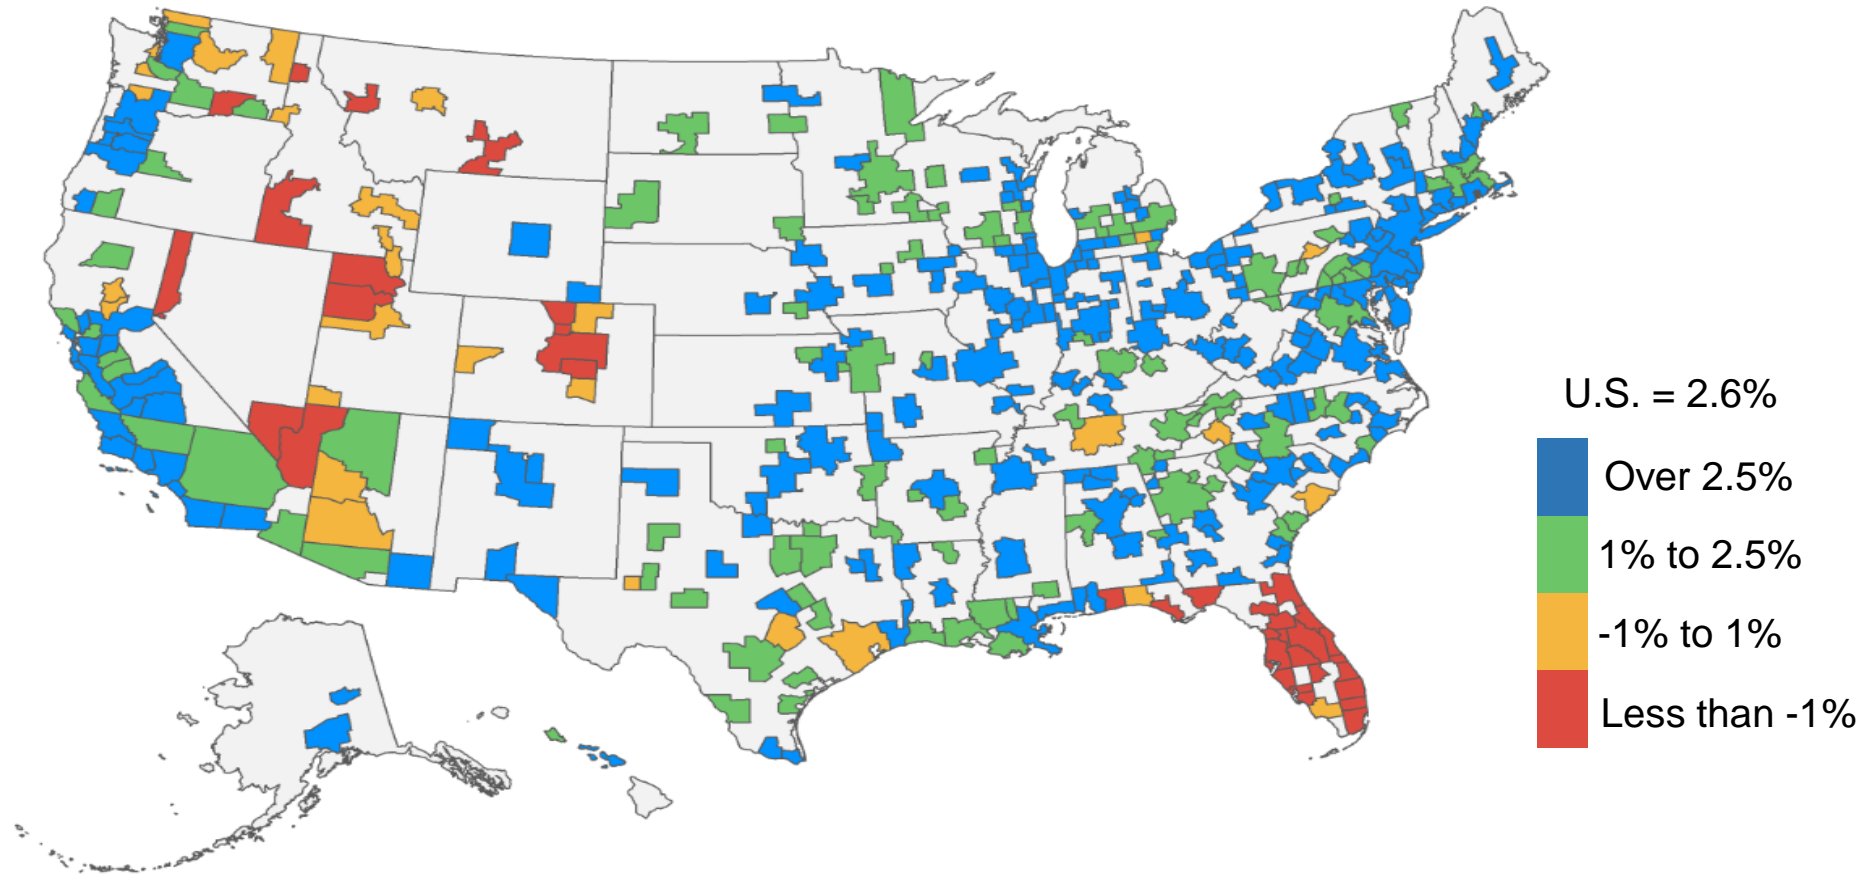 U.S. = 2.6%
Over 2.5%
1% to 2.5%
-1% to 1%
Less than -1%